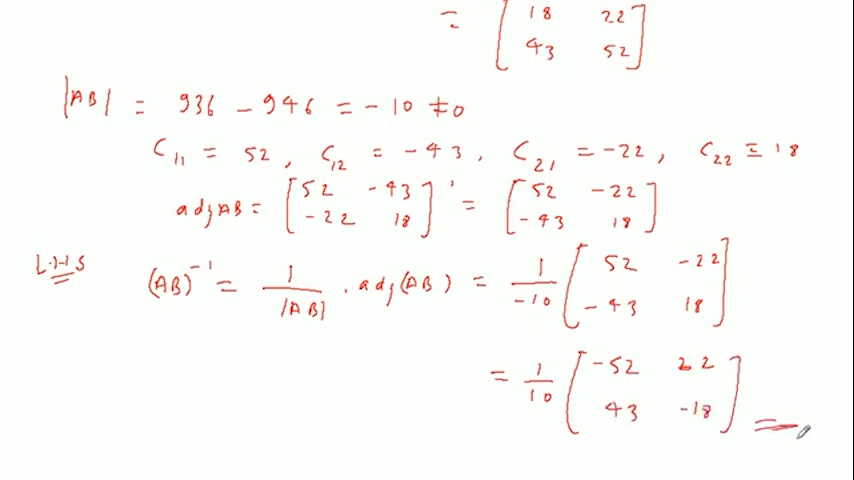 = [ 18 22
43 52 ]
|AB| = 936 - 946 = -10 ≠ 0
C₁₁ = 52, C₁₂ = -43, C₂₁ = -22, C₂₂ = 18
adj AB = [ 52 -43 ]' = [ 52 -22 ]
[ -22 18 ] [ -43 18 ]
L.H.S (AB)⁻¹ = 1/|AB| . adj(AB) = 1/-10 [ 52 -22
-43 18 ]
= 1/10 [ -52 22
43 -18 ]